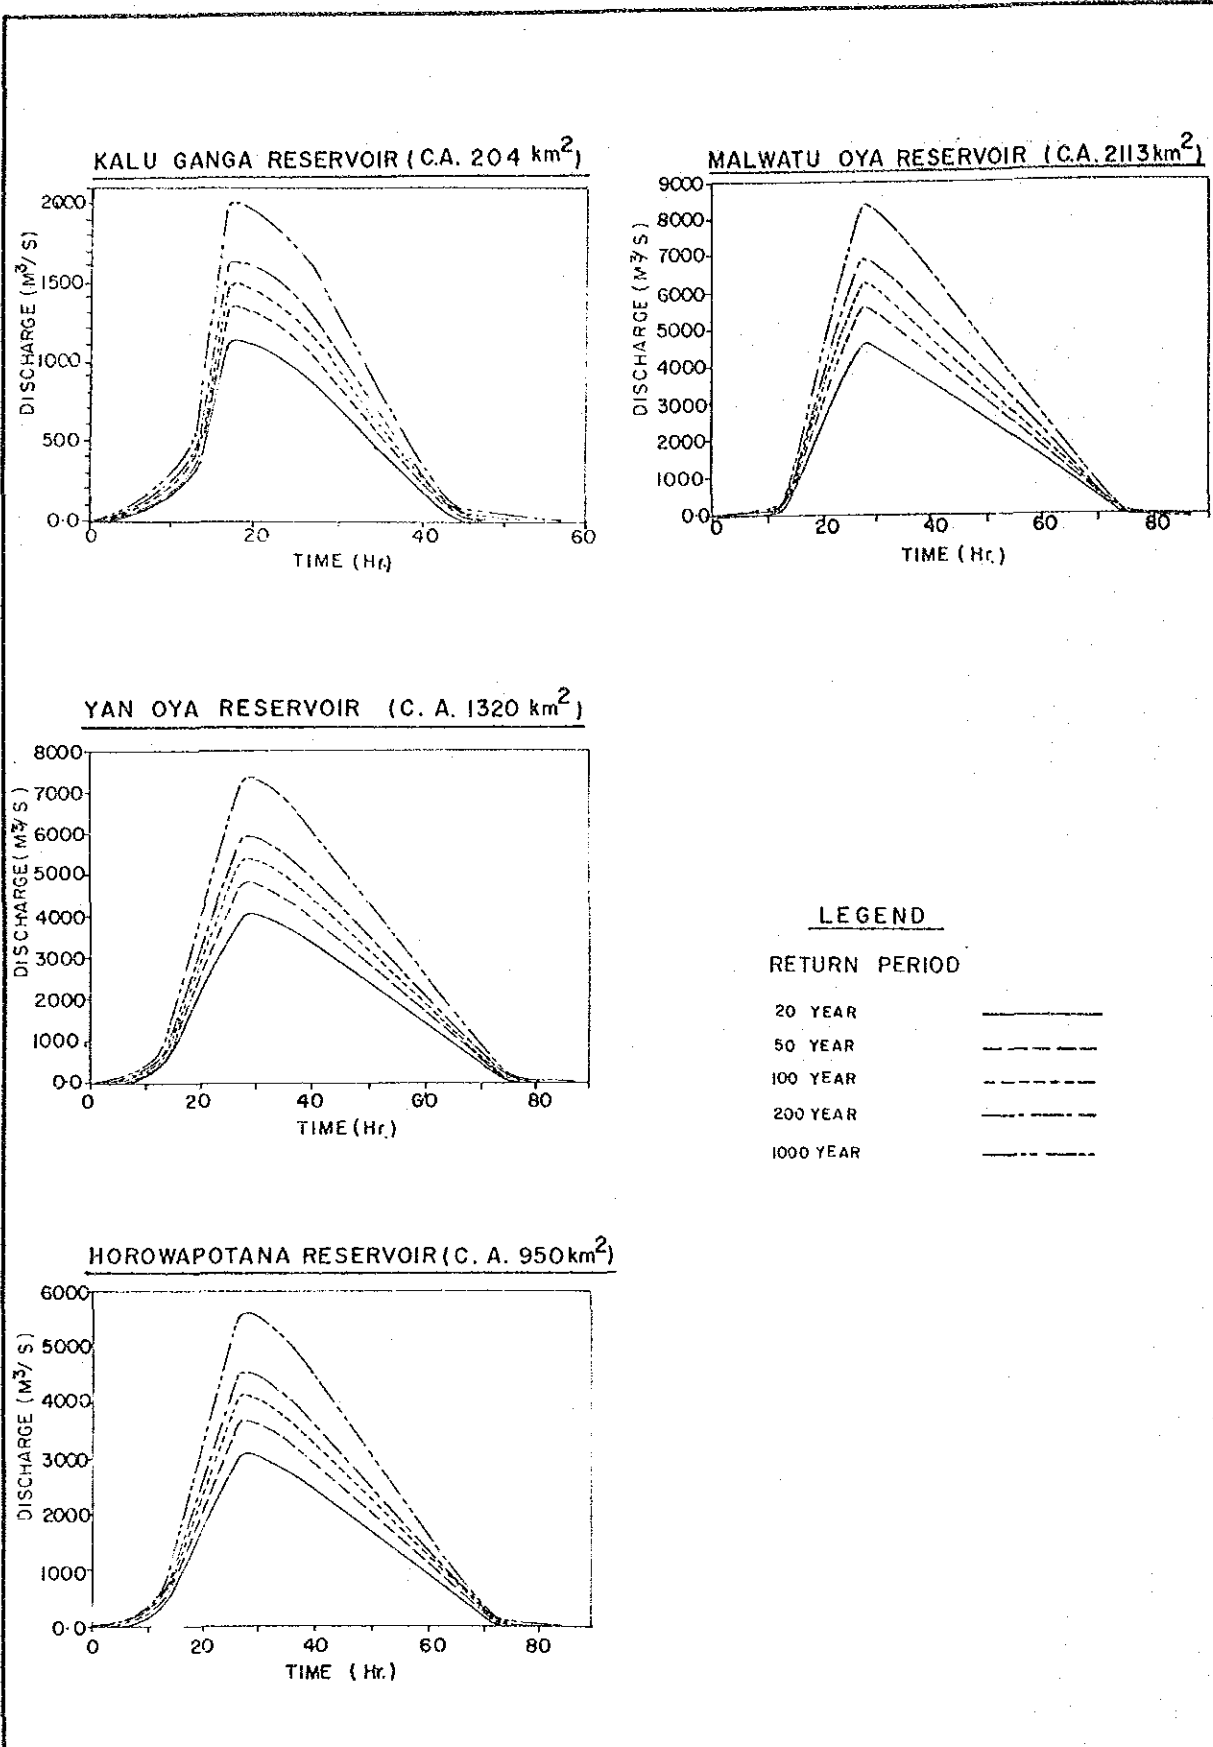 KALU GANGA RESERVOIR (C.A. 204 km²)
DISCHARGE (M³/S)
2000
1500
1000
500
0·0
0 20 40 60
TIME (Hr.)
MALWATU OYA RESERVOIR (C.A. 2113 km²)
DISCHARGE (M³/S)
9000
8000
7000
6000
5000
4000
3000
2000
1000
0·0
0 20 40 60 80
TIME (Hr.)
YAN OYA RESERVOIR (C. A. 1320 km²)
DISCHARGE (M³/S)
8000
7000
6000
5000
4000
3000
2000
1000
0·0
0 20 40 60 80
TIME (Hr.)
LEGEND
RETURN PERIOD
20 YEAR
50 YEAR
100 YEAR
200 YEAR
1000 YEAR
HOROWAPOTANA RESERVOIR (C. A. 950 km²)
DISCHARGE (M³/S)
6000
5000
4000
3000
2000
1000
0·0
0 20 40 60 80
TIME (Hr.)